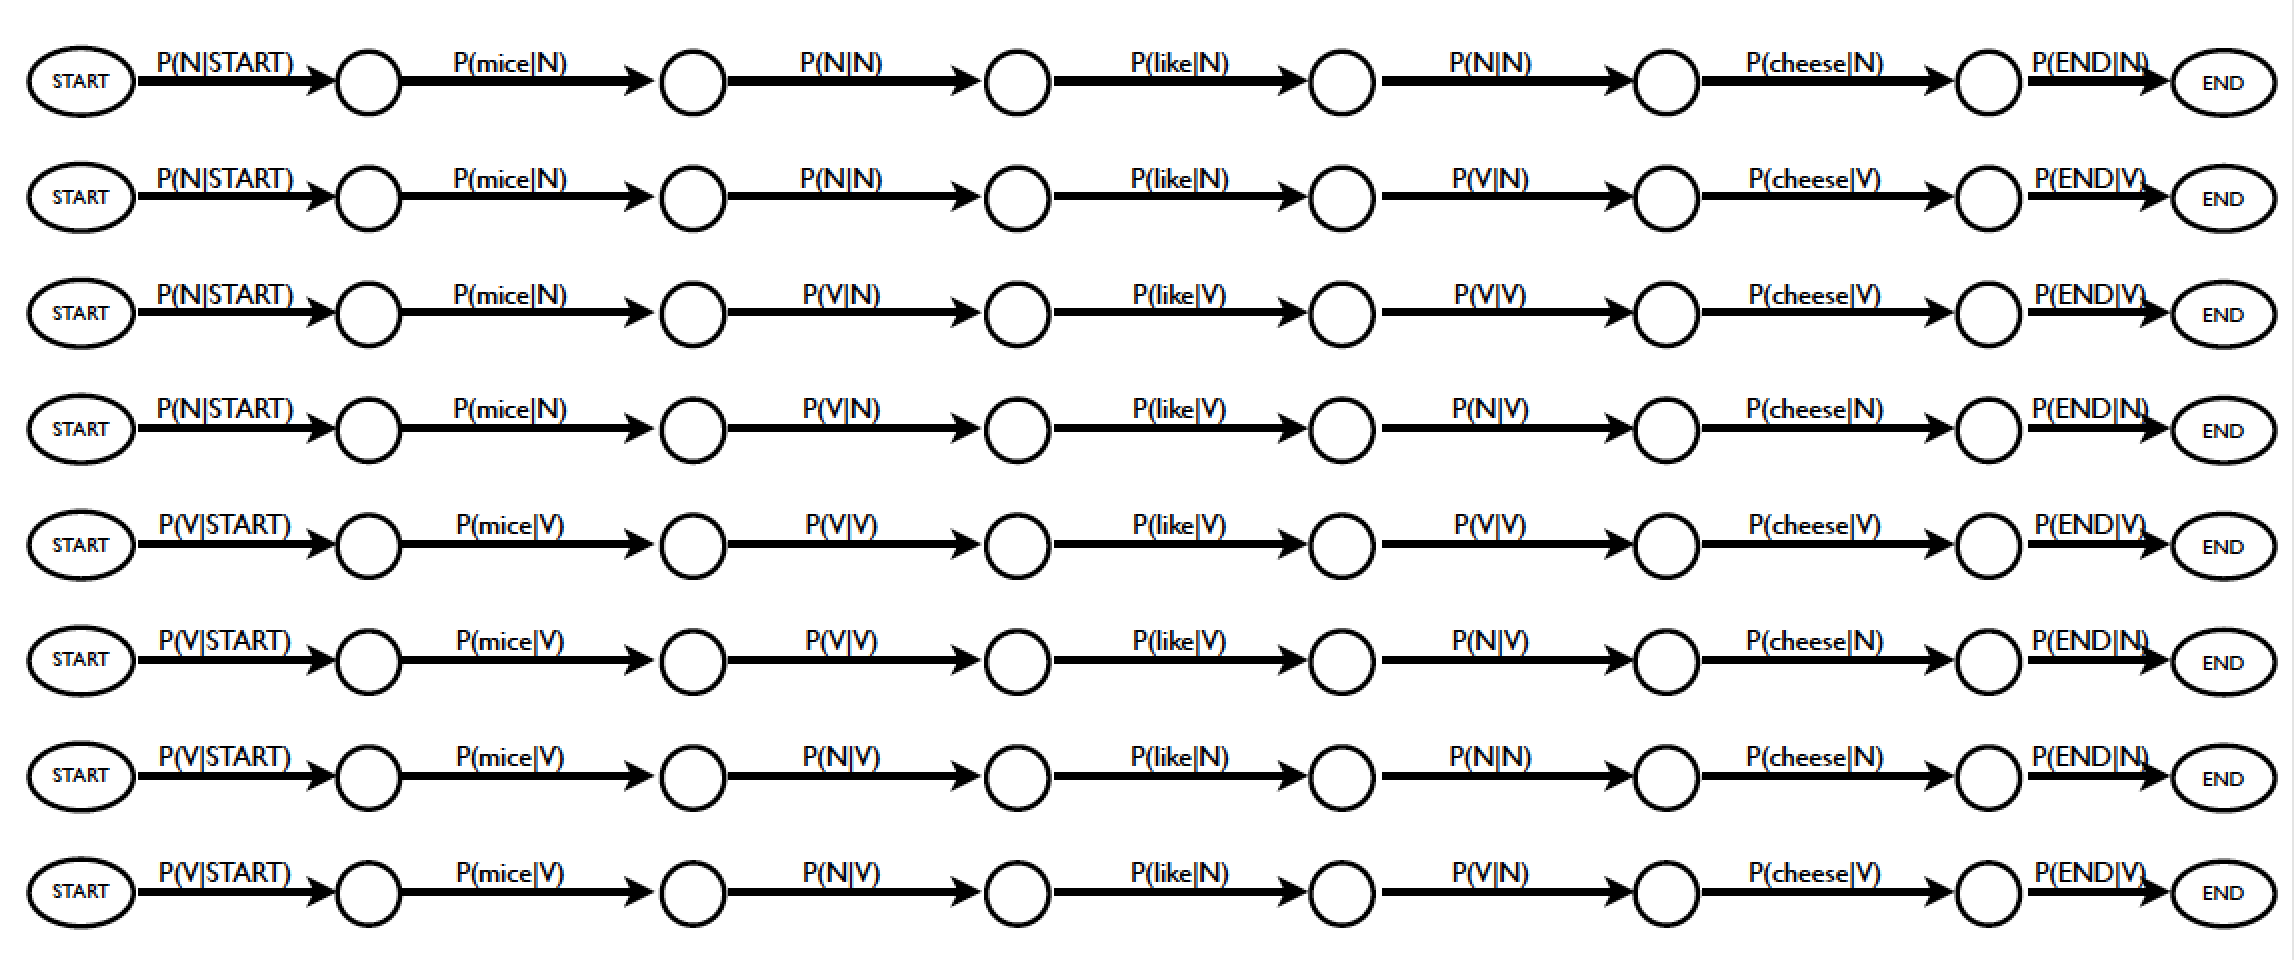 START P(N|START) P(mice|N) P(N|N) P(like|N) P(N|N) P(cheese|N) P(END|N) END
START P(N|START) P(mice|N) P(N|N) P(like|N) P(V|N) P(cheese|V) P(END|V) END
START P(N|START) P(mice|N) P(V|N) P(like|V) P(V|V) P(cheese|V) P(END|V) END
START P(N|START) P(mice|N) P(V|N) P(like|V) P(N|V) P(cheese|N) P(END|N) END
START P(V|START) P(mice|V) P(V|V) P(like|V) P(V|V) P(cheese|V) P(END|V) END
START P(V|START) P(mice|V) P(V|V) P(like|V) P(N|V) P(cheese|N) P(END|N) END
START P(V|START) P(mice|V) P(N|V) P(like|N) P(N|N) P(cheese|N) P(END|N) END
START P(V|START) P(mice|V) P(N|V) P(like|N) P(V|N) P(cheese|V) P(END|V) END